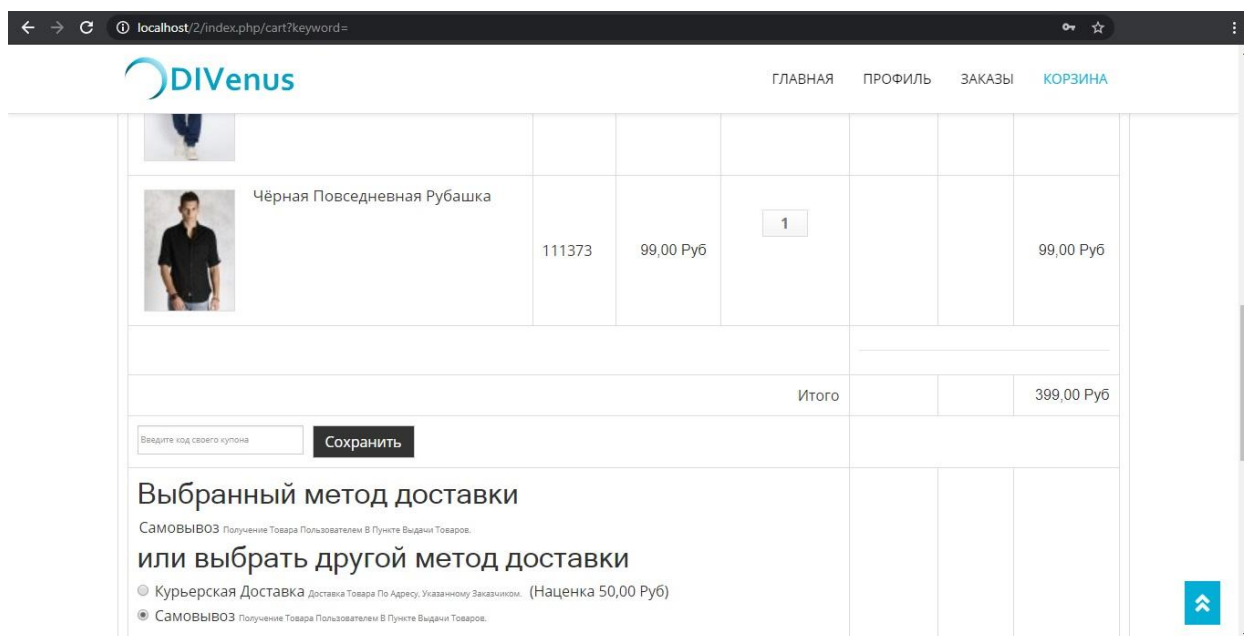 localhost/2/index.php/cart?keyword=
DIVenus
ГЛАВНАЯ ПРОФИЛЬ ЗАКАЗЫ КОРЗИНА
Чёрная Повседневная Рубашка
111373 99,00 Руб 1 99,00 Руб
Итого 399,00 Руб
Введите код своего купона Сохранить
Выбранный метод доставки
Самовывоз Получение Товара Пользователем В Пункте Выдачи Товаров.
или выбрать другой метод доставки
Курьерская Доставка Доставка Товара По Адресу, Указанному Заказчиком. (Наценка 50,00 Руб)
Самовывоз Получение Товара Пользователем В Пункте Выдачи Товаров.